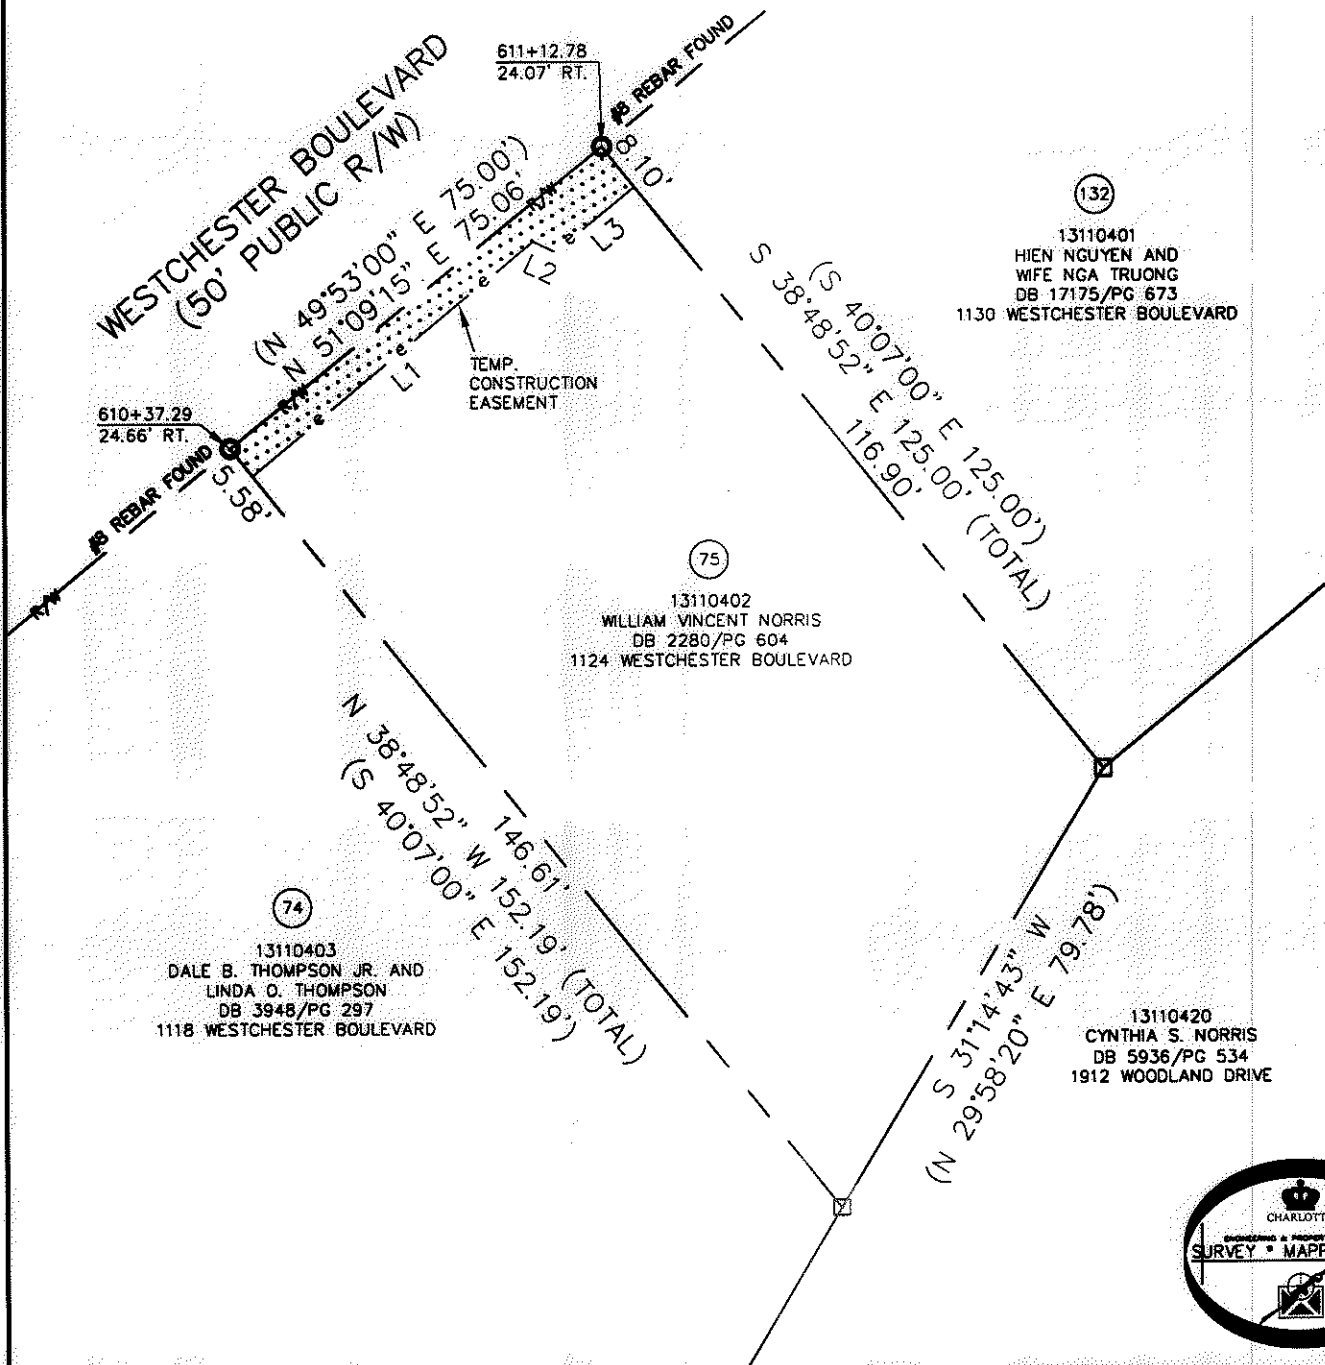 611+12.78
24.07' RT.
#8 REBAR FOUND
WESTCHESTER BOULEVARD
(50' PUBLIC R/W)
(N 49°53'00" E 75.00')
N 51°09'15" E 75.06'
R/W
R/W
8.10'
e
e
e
e
L1
L2
L3
TEMP.
CONSTRUCTION
EASEMENT
610+37.29
24.66' RT.
#8 REBAR FOUND
5.58'
R/W
132
13110401
HIEN NGUYEN AND
WIFE NGA TRUONG
DB 17175/PG 673
1130 WESTCHESTER BOULEVARD
(S 40°07'00" E 125.00')
S 38°48'52" E 125.00' (TOTAL)
116.90'
75
13110402
WILLIAM VINCENT NORRIS
DB 2280/PG 604
1124 WESTCHESTER BOULEVARD
146.61'
N 38°48'52" W 152.19' (TOTAL)
(S 40°07'00" E 152.19')
74
13110403
DALE B. THOMPSON JR. AND
LINDA O. THOMPSON
DB 3948/PG 297
1118 WESTCHESTER BOULEVARD
S 31°14'43" W
(N 29°58'20" E 79.78')
13110420
CYNTHIA S. NORRIS
DB 5936/PG 534
1912 WOODLAND DRIVE
CHARLOTT
ENGINEERING & PROPER
SURVEY * MAPP